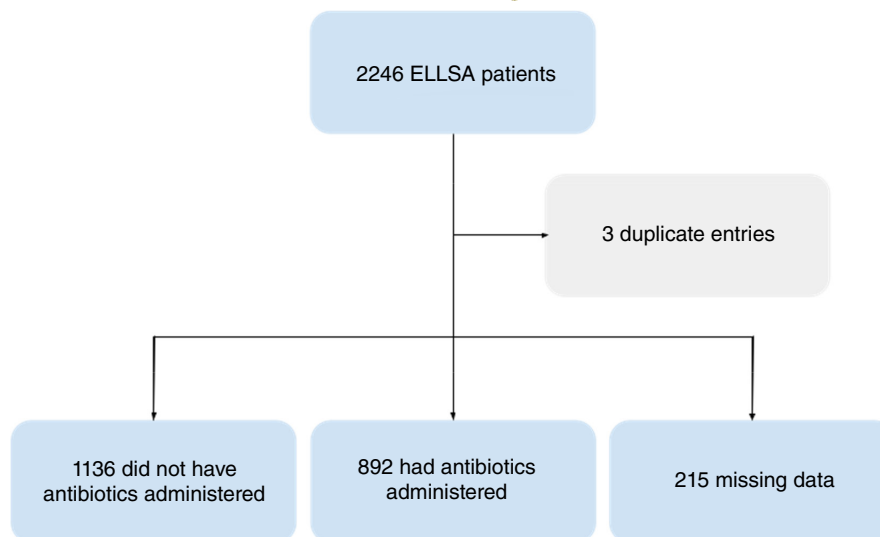 2246 ELLSA patients
3 duplicate entries
1136 did not have
antibiotics administered
892 had antibiotics
administered
215 missing data